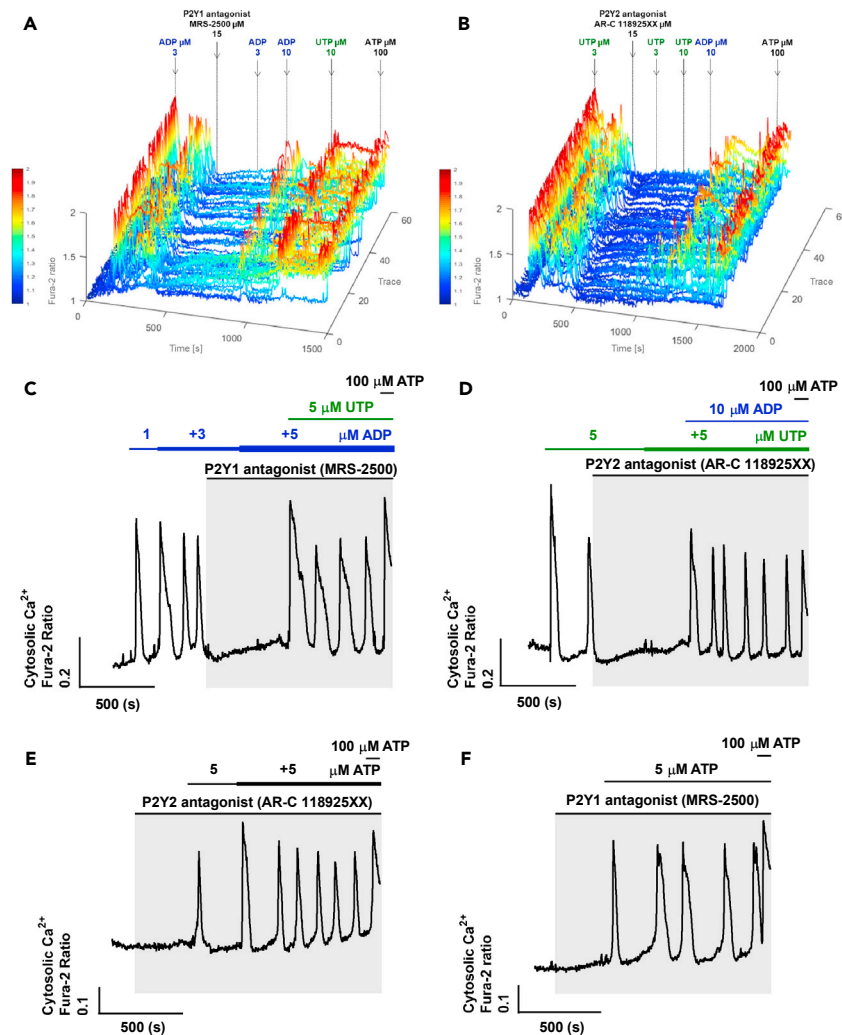 A
P2Y1 antagonist
MRS-2500 µM
15
ADP µM
3
ADP
3
ADP
10
UTP µM
10
ATP µM
100
2
1.9
1.8
1.7
1.6
1.5
1.4
1.3
1.2
1.1
1
Fura-2 ratio
2
1.5
1
0
500
1000
1500
Time [s]
0
20
40
60
Trace
B
P2Y2 antagonist
AR-C 118925XX µM
15
UTP µM
3
UTP
3
UTP
10
ADP µM
10
ATP µM
100
2
1.9
1.8
1.7
1.6
1.5
1.4
1.3
1.2
1.1
1
Fura-2 ratio
2
1.5
1
0
500
1000
1500
2000
Time [s]
0
20
40
Trace
C
100 µM ATP
5 µM UTP
1 +3 +5 µM ADP
P2Y1 antagonist (MRS-2500)
Cytosolic Ca2+
Fura-2 Ratio
0.2
500 (s)
D
100 µM ATP
10 µM ADP
5 +5 µM UTP
P2Y2 antagonist (AR-C 118925XX)
Cytosolic Ca2+
Fura-2 Ratio
0.2
500 (s)
E
100 µM ATP
5 +5 µM ATP
P2Y2 antagonist (AR-C 118925XX)
Cytosolic Ca2+
Fura-2 Ratio
0.1
500 (s)
F
100 µM ATP
5 µM ATP
P2Y1 antagonist (MRS-2500)
Cytosolic Ca2+
Fura-2 ratio
0.1
500 (s)